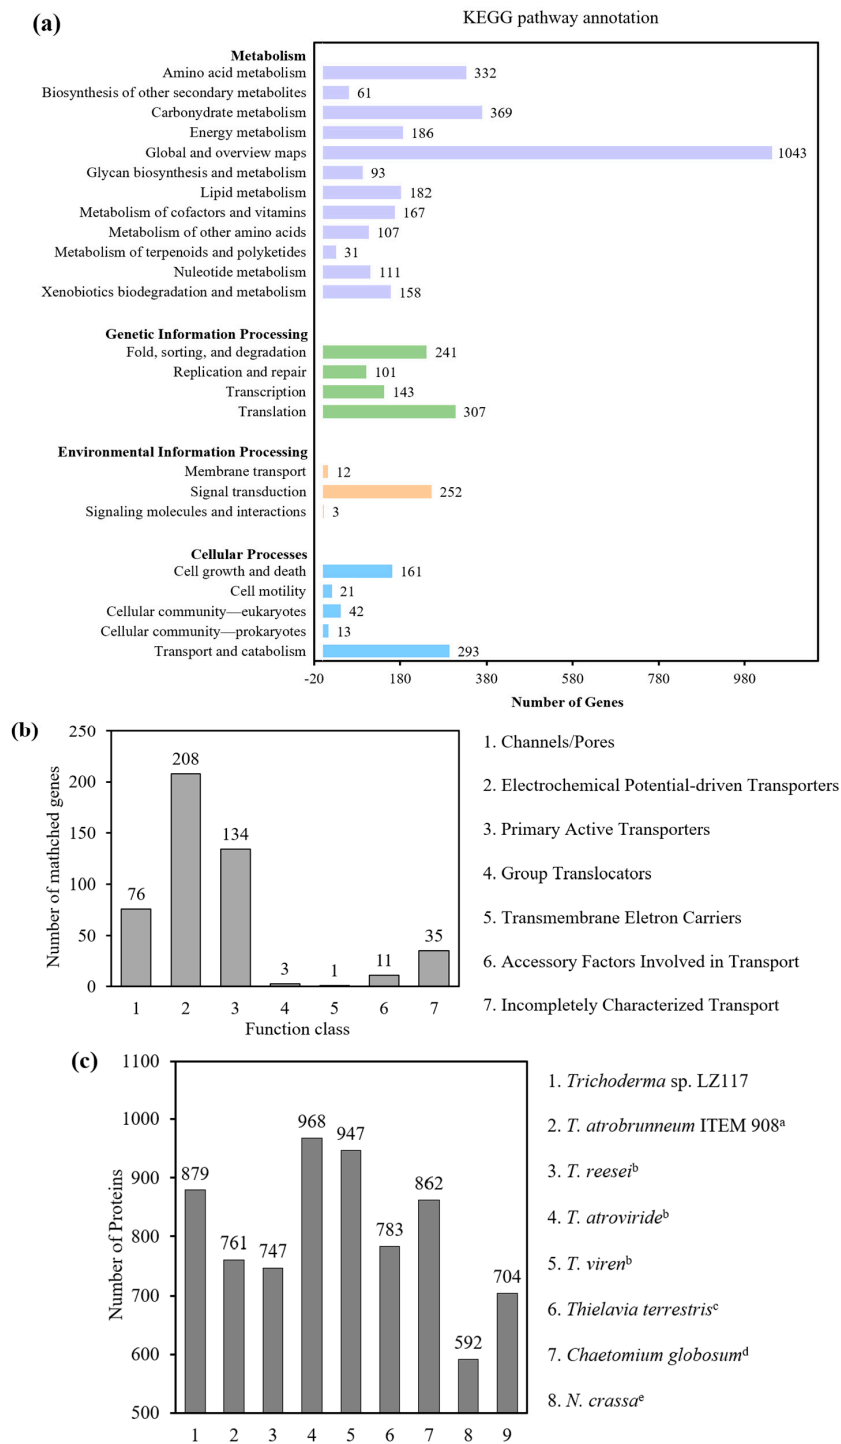 (a)
KEGG pathway annotation
Metabolism
Amino acid metabolism 332
Biosynthesis of other secondary metabolites 61
Carbonydrate metabolism 369
Energy metabolism 186
Global and overview maps 1043
Glycan biosynthesis and metabolism 93
Lipid metabolism 182
Metabolism of cofactors and vitamins 167
Metabolism of other amino acids 107
Metabolism of terpenoids and polyketides 31
Nuleotide metabolism 111
Xenobiotics biodegradation and metabolism 158
Genetic Information Processing
Fold, sorting, and degradation 241
Replication and repair 101
Transcription 143
Translation 307
Environmental Information Processing
Membrane transport 12
Signal transduction 252
Signaling molecules and interactions 3
Cellular Processes
Cell growth and death 161
Cell motility 21
Cellular community—eukaryotes 42
Cellular community—prokaryotes 13
Transport and catabolism 293
-20 180 380 580 780 980
Number of Genes
(b)
Number of mathched genes
250
200
150
100
50
0
76 208 134 3 1 11 35
1 2 3 4 5 6 7
Function class
1. Channels/Pores
2. Electrochemical Potential-driven Transporters
3. Primary Active Transporters
4. Group Translocators
5. Transmembrane Eletron Carriers
6. Accessory Factors Involved in Transport
7. Incompletely Characterized Transport
(c)
Number of Proteins
1100
1000
900
800
700
600
500
879 761 747 968 947 783 862 592 704
1 2 3 4 5 6 7 8 9
1. Trichoderma sp. LZ117
2. T. atrobrunneum ITEM 908ᵃ
3. T. reeseiᵇ
4. T. atrovirideᵇ
5. T. virenᵇ
6. Thielavia terrestrisᶜ
7. Chaetomium globosumᵈ
8. N. crassaᵉ